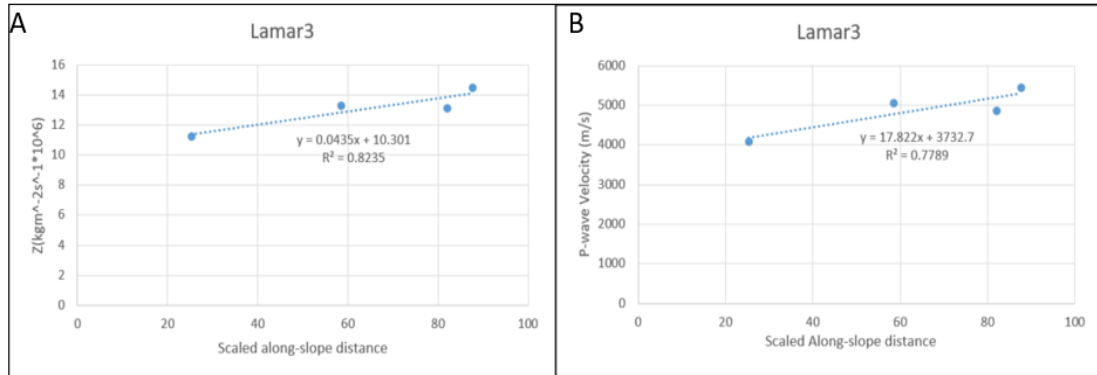 A
Lamar3
Z(kgm^-2s^-1*10^6)
16
14
12
10
8
6
4
2
0
y = 0.0435x + 10.301
R² = 0.8235
0 20 40 60 80 100
Scaled along-slope distance
B
Lamar3
P-wave Velocity (m/s)
6000
5000
4000
3000
2000
1000
0
y = 17.822x + 3732.7
R² = 0.7789
0 20 40 60 80 100
Scaled Along-slope distance